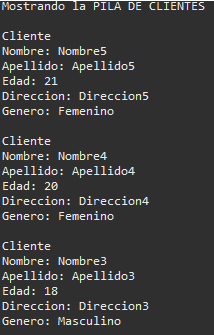 Mostrando la PILA DE CLIENTES
Cliente
Nombre: Nombre5
Apellido: Apellido5
Edad: 21
Direccion: Direccion5
Genero: Femenino
Cliente
Nombre: Nombre4
Apellido: Apellido4
Edad: 20
Direccion: Direccion4
Genero: Femenino
Cliente
Nombre: Nombre3
Apellido: Apellido3
Edad: 18
Direccion: Direccion3
Genero: Masculino